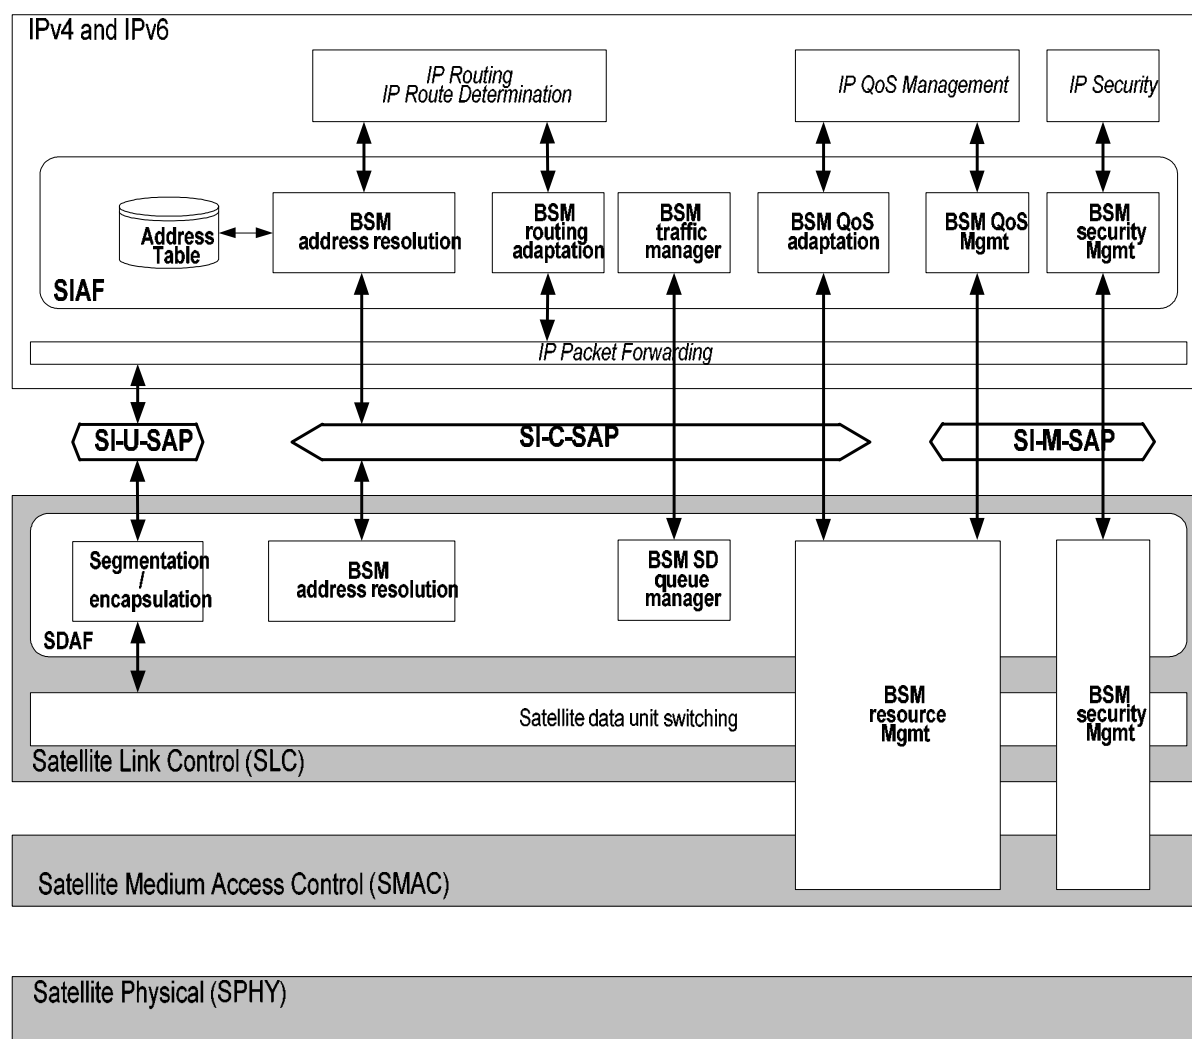 IPv4 and IPv6
IP Routing
IP Route Determination
IP QoS Management
IP Security
Address
Table
BSM
address resolution
BSM
routing
adaptation
BSM
traffic
manager
BSM QoS
adaptation
BSM QoS
Mgmt
BSM
security
Mgmt
SIAF
IP Packet Forwarding
SI-U-SAP
SI-C-SAP
SI-M-SAP
Segmentation
/
encapsulation
BSM
address resolution
BSM SD
queue
manager
SDAF
Satellite data unit switching
BSM
resource
Mgmt
BSM
security
Mgmt
Satellite Link Control (SLC)
Satellite Medium Access Control (SMAC)
Satellite Physical (SPHY)